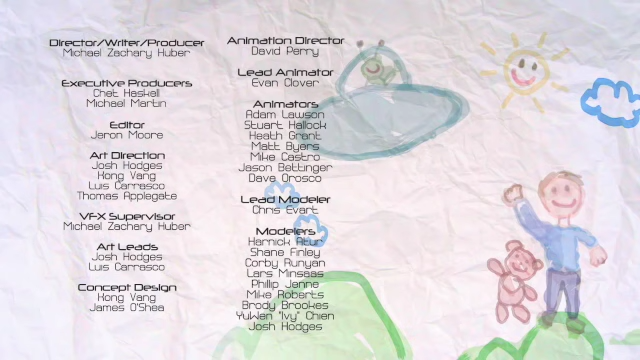 Director/Writer/Producer
Michael Zachary Huber
Executive Producers
Chet Haskell
Michael Martin
Editor
Jaron Moore
Art Direction
Josh Hodges
Hong Vang
Luis Carrasco
Thomas Applegate
VFX Supervisor
Michael Zachary Huber
Art Leads
Josh Hodges
Luis Carrasco
Concept Design
Hong Vang
James O'Shea
Animation Director
David Perry
Lead Animator
Evan Clover
Animators
Adam Lawson
Stuart Hallock
Heath Grant
Matt Byers
Mike Castro
Jason Bettinger
Dave Orosco
Lead Modeler
Chris Evart
Modelers
Harnick Atur
Shane Finley
Corby Runyan
Lars Minsaas
Phillip Jenne
Mike Roberts
Brody Brookes
YuWen "Ivy" Chien
Josh Hodges